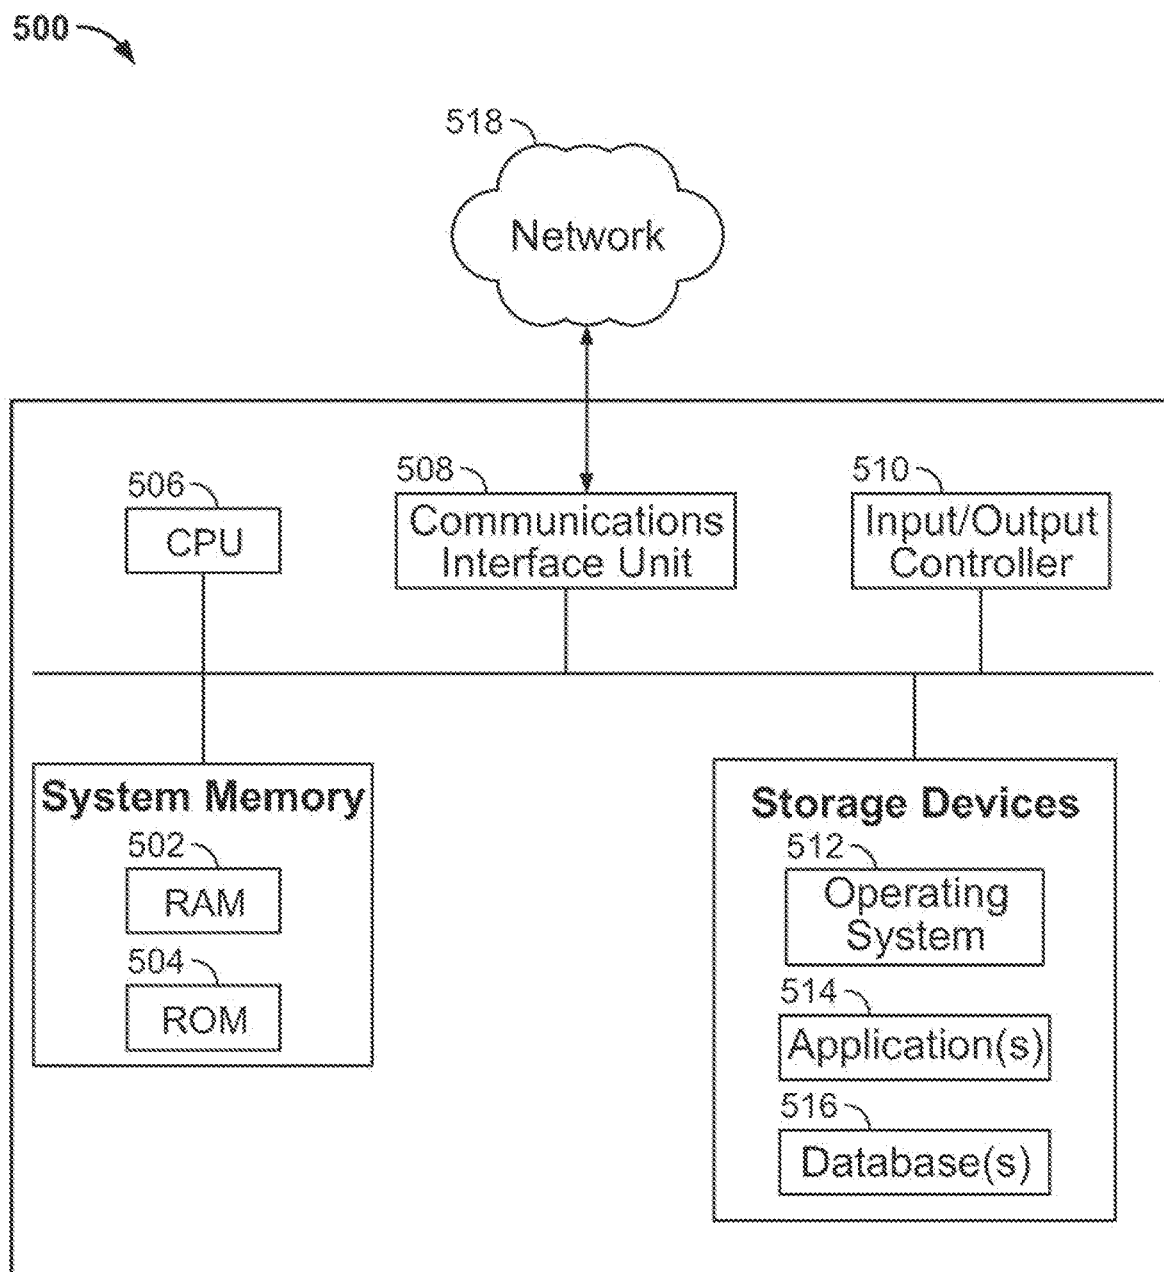 500
518
Network
506
CPU
508
Communications
Interface Unit
510
Input/Output
Controller
System Memory
502
RAM
504
ROM
Storage Devices
512
Operating
System
514
Application(s)
516
Database(s)